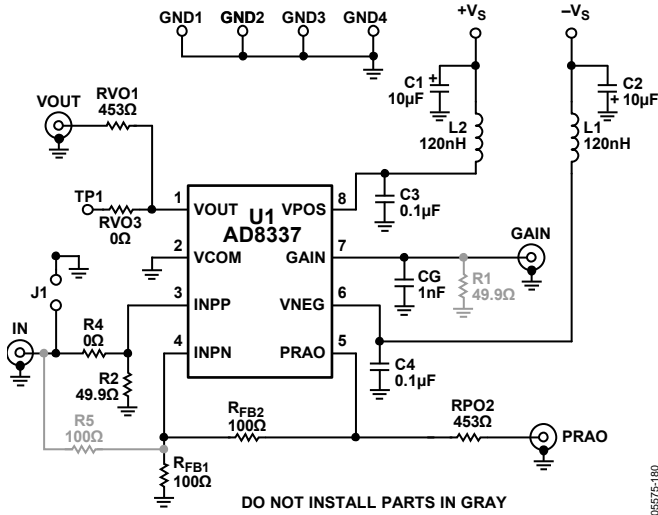 GND1 GND2 GND3 GND4
+VS
–VS
C1 +
10µF
C2
+ 10µF
VOUT
RVO1
453Ω
L2
120nH
L1
120nH
TP1
RVO3
0Ω
1 VOUT
U1
AD8337
VPOS 8
C3
0.1µF
2 VCOM
GAIN 7
GAIN
CG
1nF
R1
49.9Ω
J1
3 INPP
VNEG 6
IN
R4
0Ω
4 INPN
PRAO 5
C4
0.1µF
R2
49.9Ω
R5
100Ω
RFB2
100Ω
RPO2
453Ω
PRAO
RFB1
100Ω
DO NOT INSTALL PARTS IN GRAY
05575-180